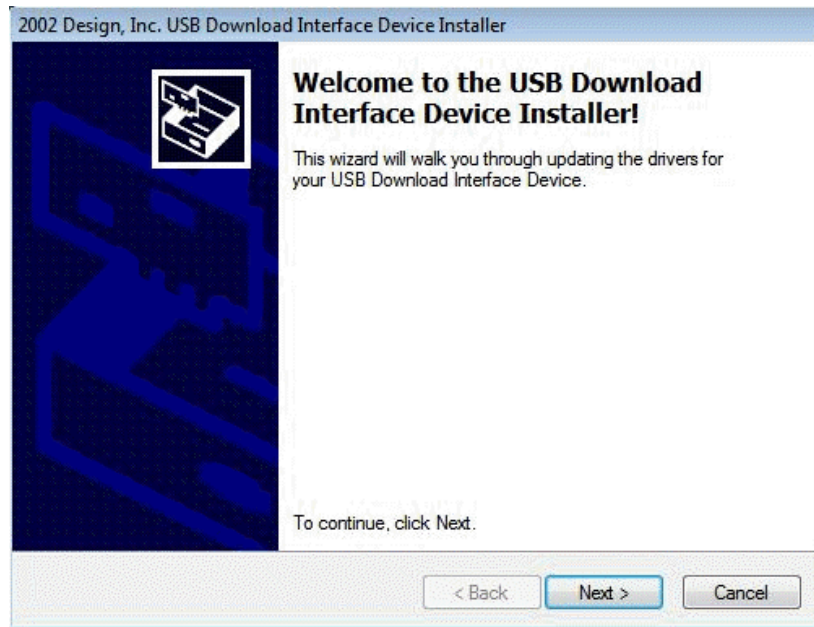 2002 Design, Inc. USB Download Interface Device Installer
Welcome to the USB Download
Interface Device Installer!
This wizard will walk you through updating the drivers for
your USB Download Interface Device.
To continue, click Next.
< Back
Next >
Cancel